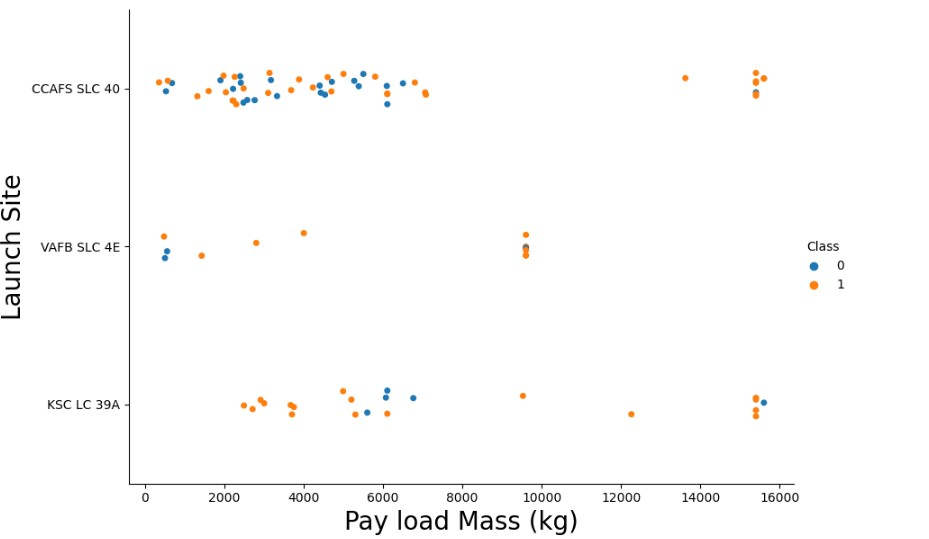 CCAFS SLC 40
VAFB SLC 4E
KSC LC 39A
Launch Site
0 2000 4000 6000 8000 10000 12000 14000 16000
Pay load Mass (kg)
Class
0
1